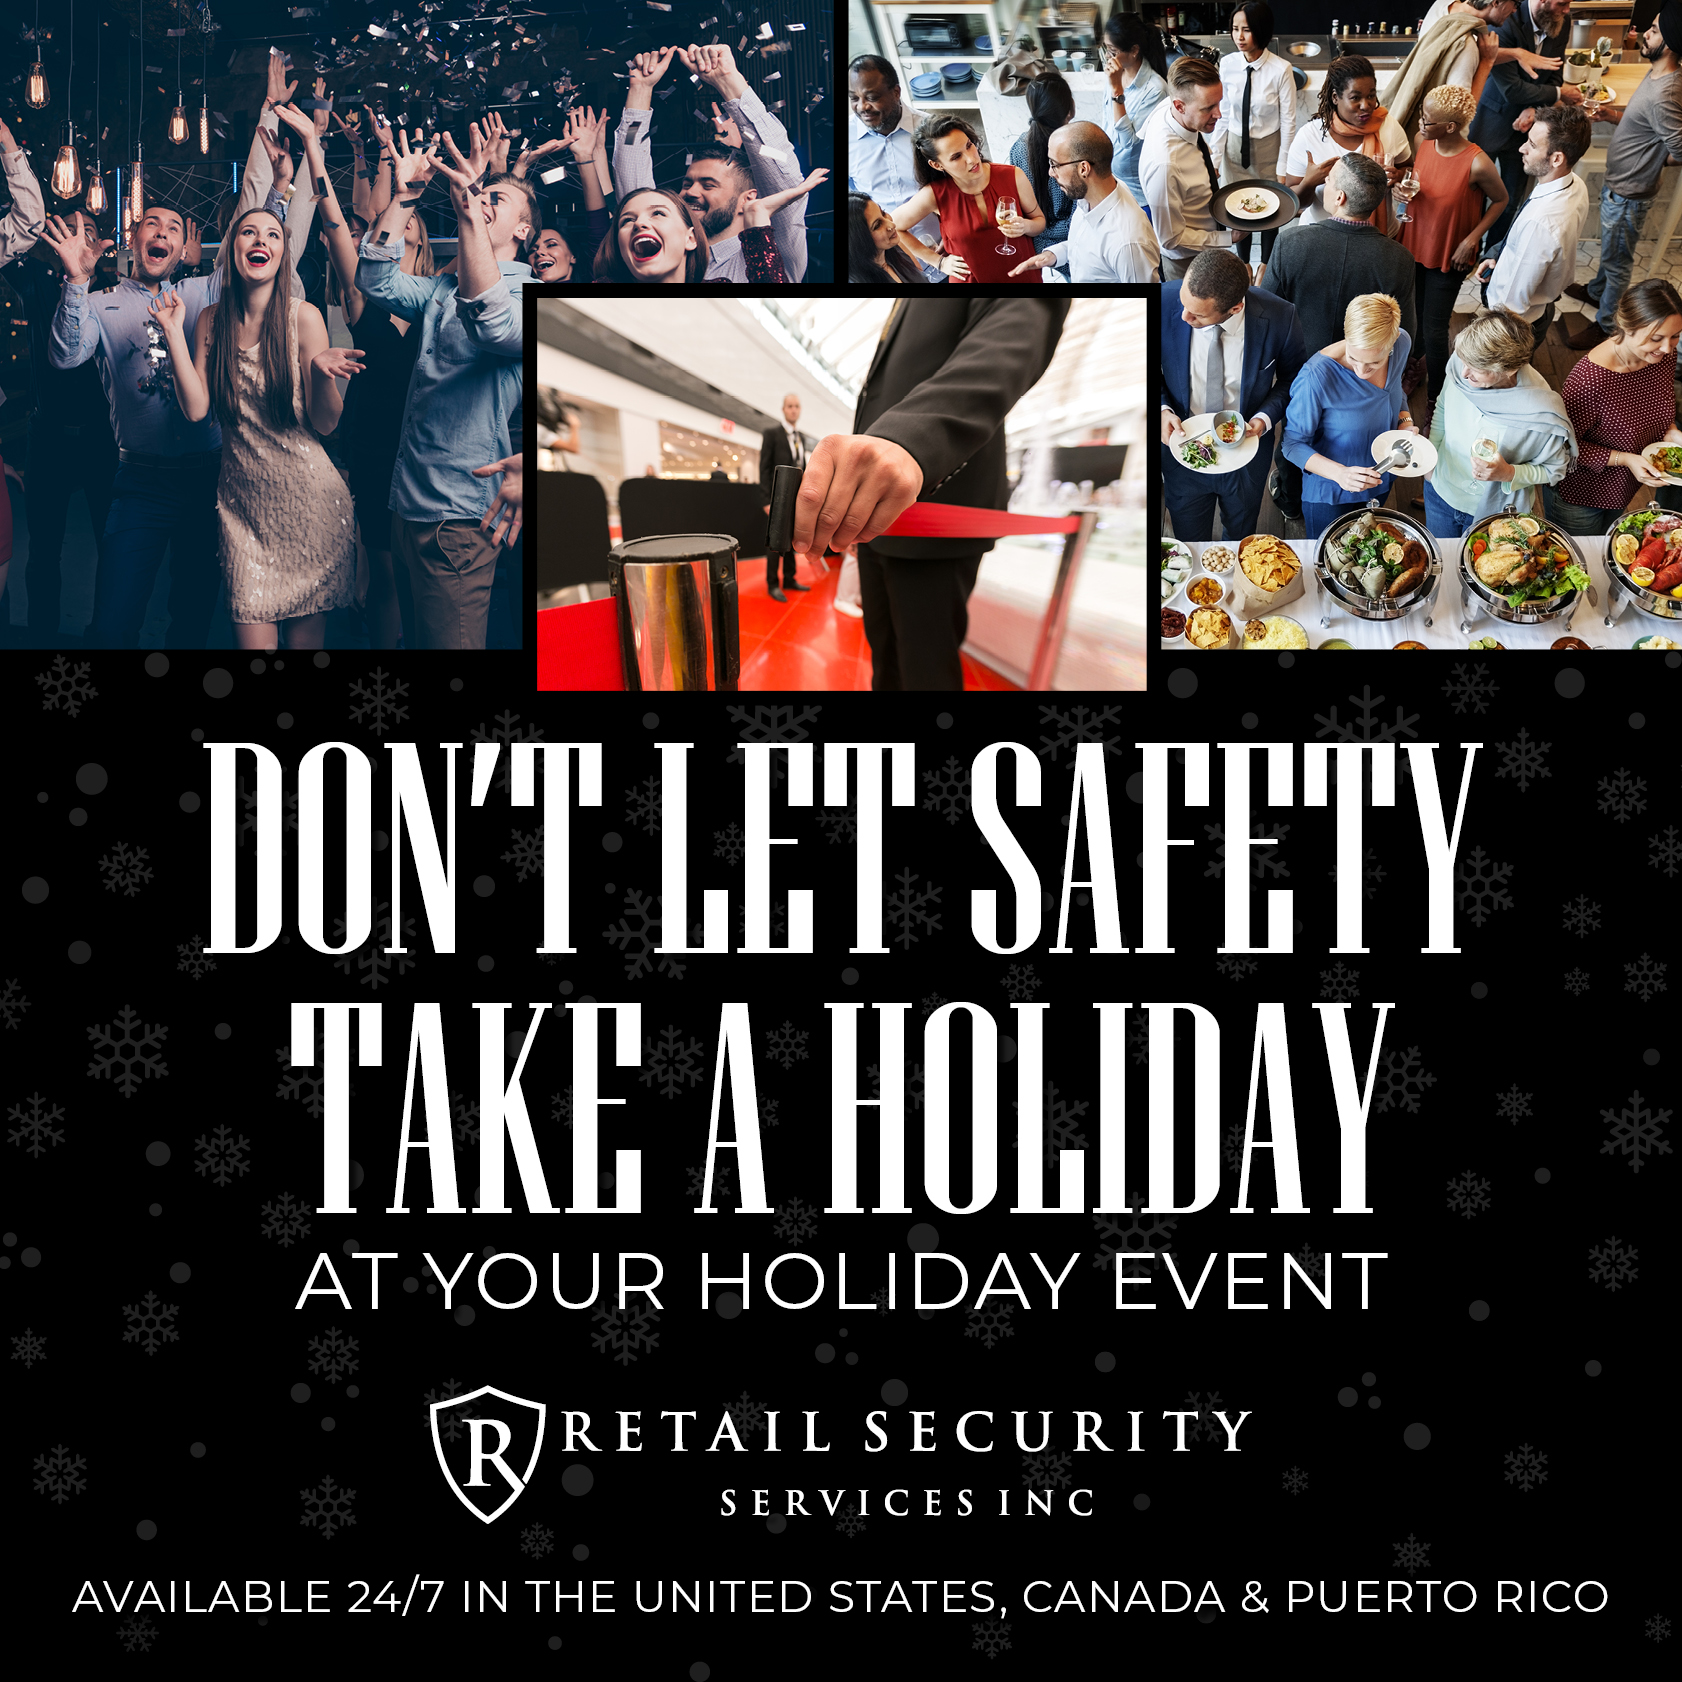 DON'T LET SAFETY
TAKE A HOLIDAY
AT YOUR HOLIDAY EVENT
R RETAIL SECURITY
SERVICES INC
AVAILABLE 24/7 IN THE UNITED STATES, CANADA & PUERTO RICO